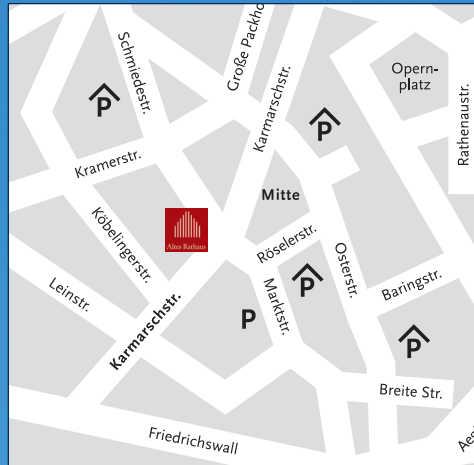 Schmiedestr.
Große Packho
Karmarschstr.
Opern-
platz
Rathenaustr.
P
P
Kramerstr.
Mitte
Altes Rathaus
Köbelingerstr.
Röselerstr.
Osterstr.
Leinstr.
Karmarschstr.
P
Marktstr.
P
Baringstr.
P
Breite Str.
Friedrichswall
Aegi